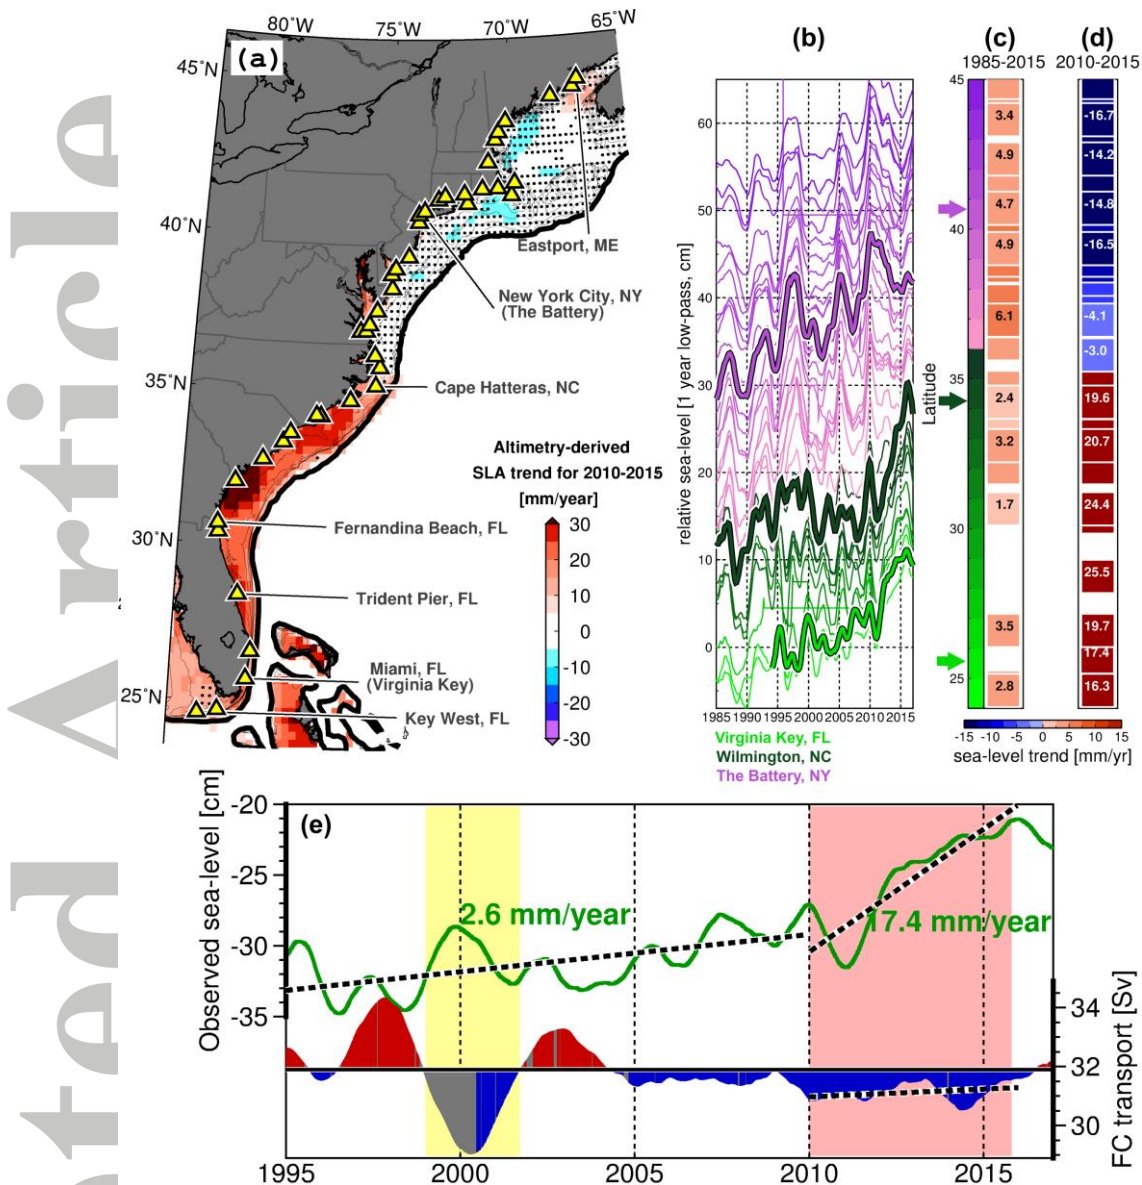 Accepted Article
80°W
75°W
70°W
65°W
45°N
40°N
35°N
30°N
25°N
(a)
Eastport, ME
New York City, NY
(The Battery)
Cape Hatteras, NC
Fernandina Beach, FL
Trident Pier, FL
Miami, FL
(Virginia Key)
Key West, FL
Altimetry-derived
SLA trend for 2010-2015
[mm/year]
30
20
10
0
-10
-20
-30
(b)
relative sea-level [1 year low-pass, cm]
60
50
40
30
20
10
0
1985 1990 1995 2000 2005 2010 2015
Virginia Key, FL
Wilmington, NC
The Battery, NY
(c)
1985-2015
Latitude
45
40
35
30
25
3.4
4.9
4.7
4.9
6.1
2.4
3.2
1.7
3.5
2.8
(d)
2010-2015
-16.7
-14.2
-14.8
-16.5
-4.1
-3.0
19.6
20.7
24.4
25.5
19.7
17.4
16.3
-15 -10 -5 0 5 10 15
sea-level trend [mm/yr]
(e)
Observed sea-level [cm]
-20
-25
-30
-35
2.6 mm/year
17.4 mm/year
34
32
30
FC transport [Sv]
1995 2000 2005 2010 2015